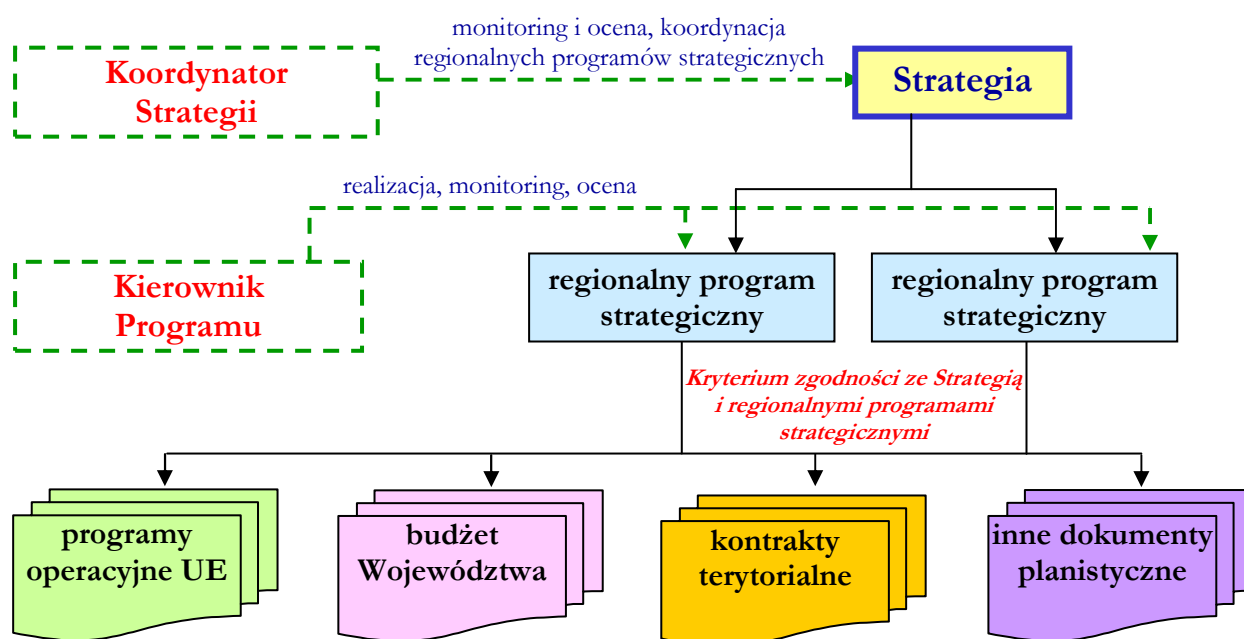 monitoring i ocena, koordynacja
regionalnych programów strategicznych
Koordynator
Strategii
Strategia
realizacja, monitoring, ocena
Kierownik
Programu
regionalny program
strategiczny
regionalny program
strategiczny
Kryterium zgodności ze Strategią
i regionalnymi programami
strategicznymi
programy
operacyjne UE
budżet
Województwa
kontrakty
terytorialne
inne dokumenty
planistyczne